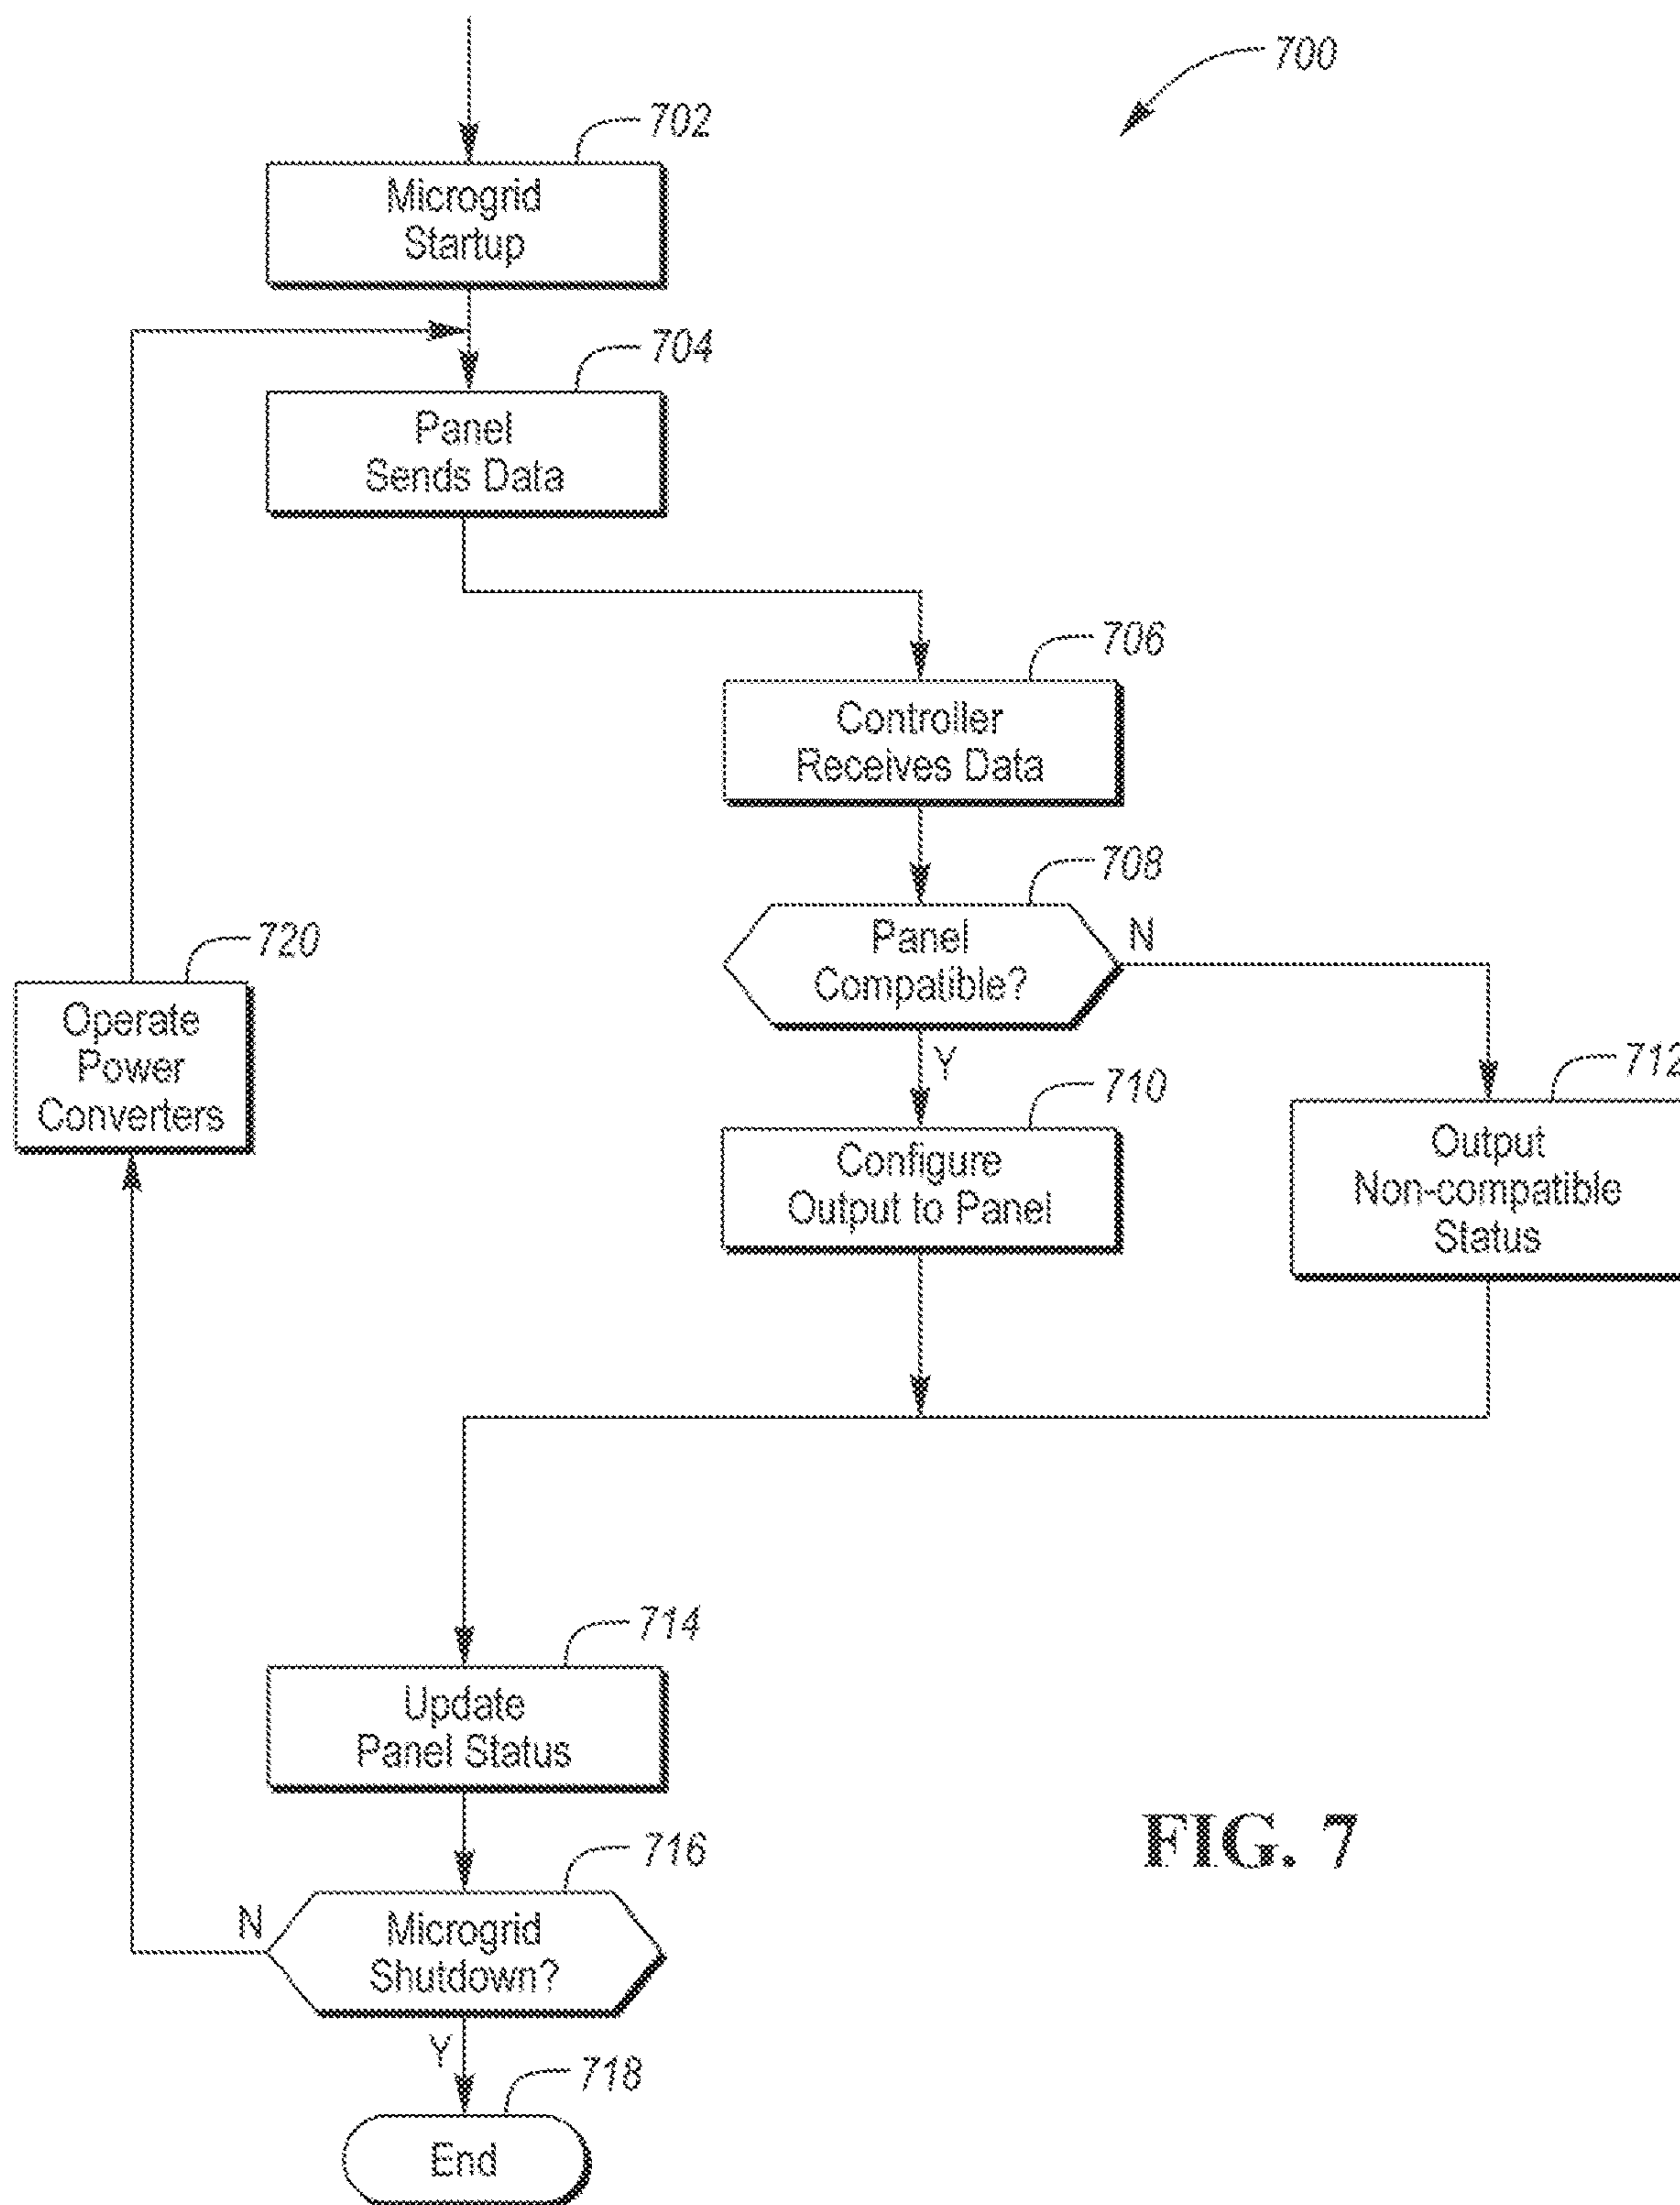 700
702
Microgrid
Startup
704
Panel
Sends Data
706
Controller
Receives Data
708
Panel
Compatible?
N
720
Operate
Power
Converters
Y
710
Configure
Output to Panel
712
Output
Non-compatible
Status
714
Update
Panel Status
716
Microgrid
Shutdown?
N
Y
718
End
FIG. 7